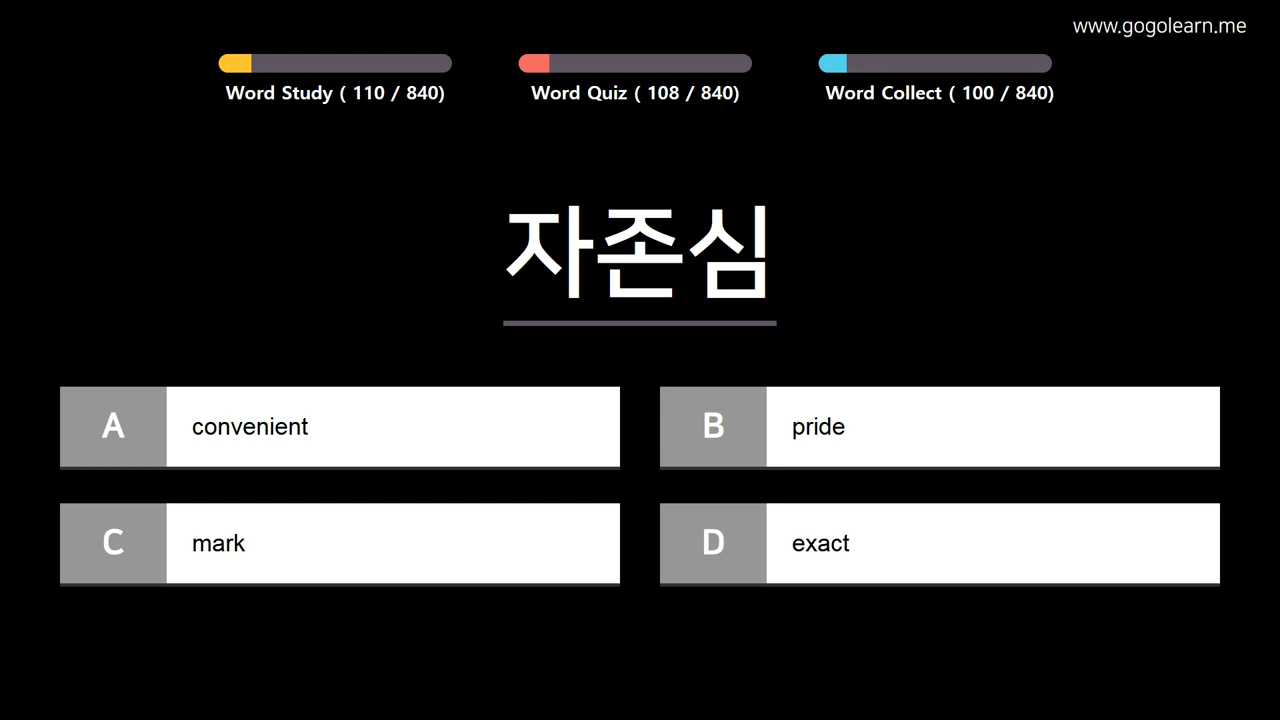 www.gogolearn.me
Word Study ( 110 / 840)
Word Quiz ( 108 / 840)
Word Collect ( 100 / 840)
자존심
A convenient
B pride
C mark
D exact